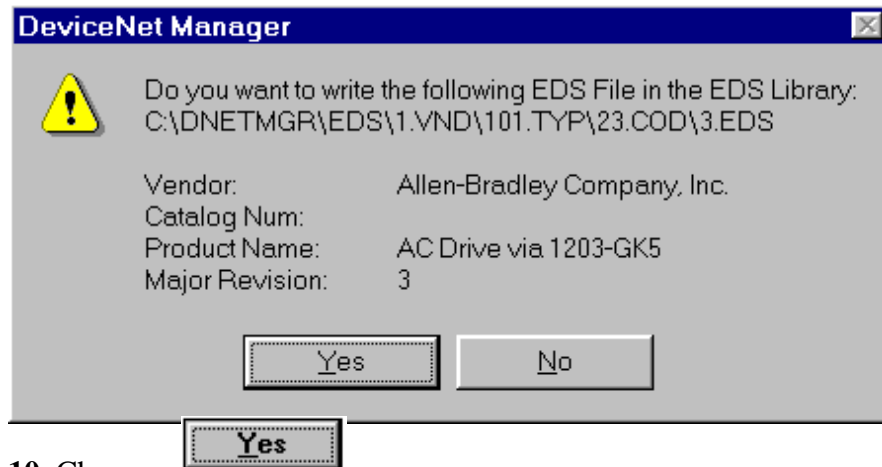 DeviceNet Manager
Do you want to write the following EDS File in the EDS Library:
C:\DNETMGR\EDS\1.VND\101.TYP\23.COD\3.EDS
Vendor: Allen-Bradley Company, Inc.
Catalog Num:
Product Name: AC Drive via 1203-GK5
Major Revision: 3
Yes No
Yes